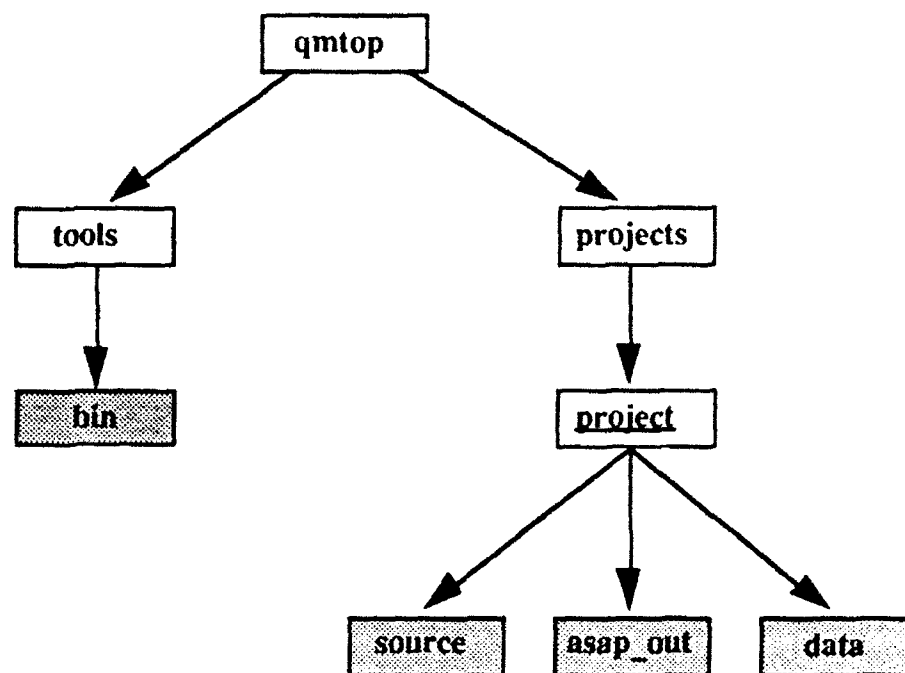 qmtop
tools
projects
bin
project
source
asap_out
data